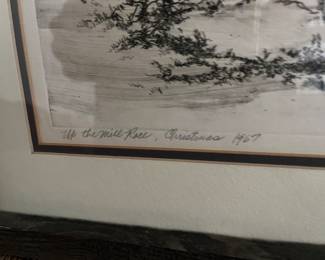 Up the Mill Race, Christmas 1967